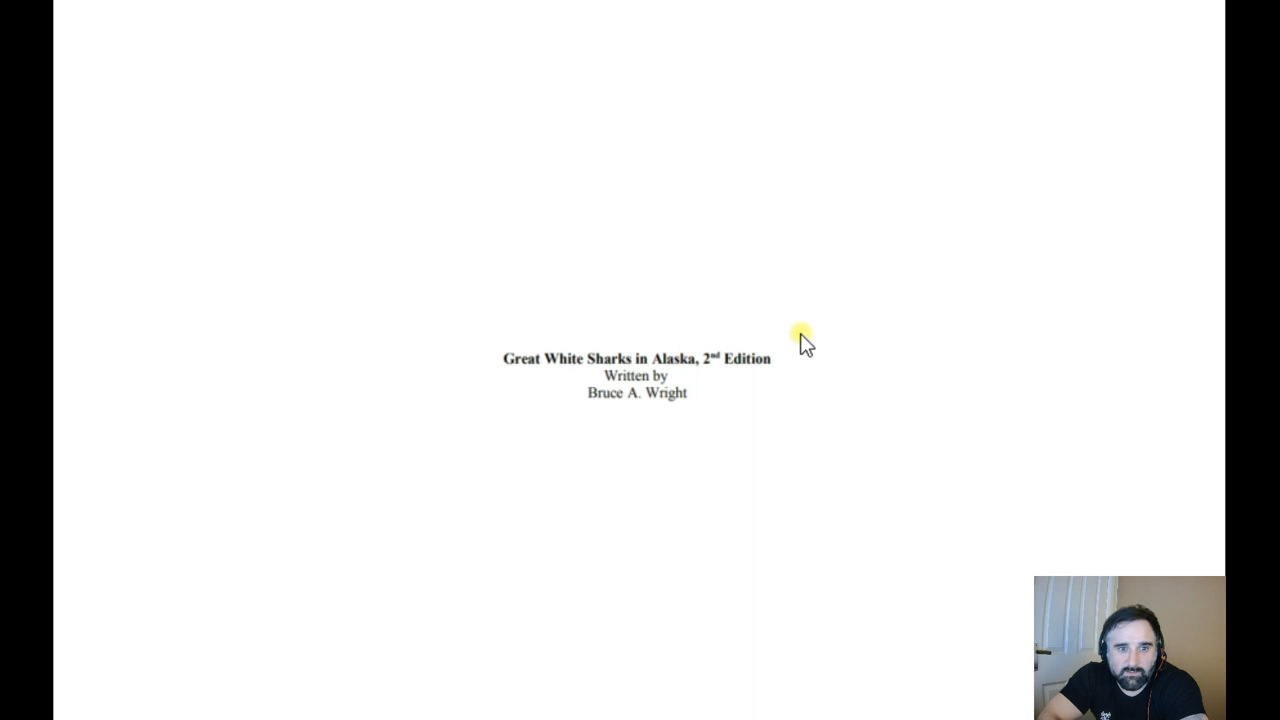 Great White Sharks in Alaska, 2nd Edition
Written by
Bruce A. Wright